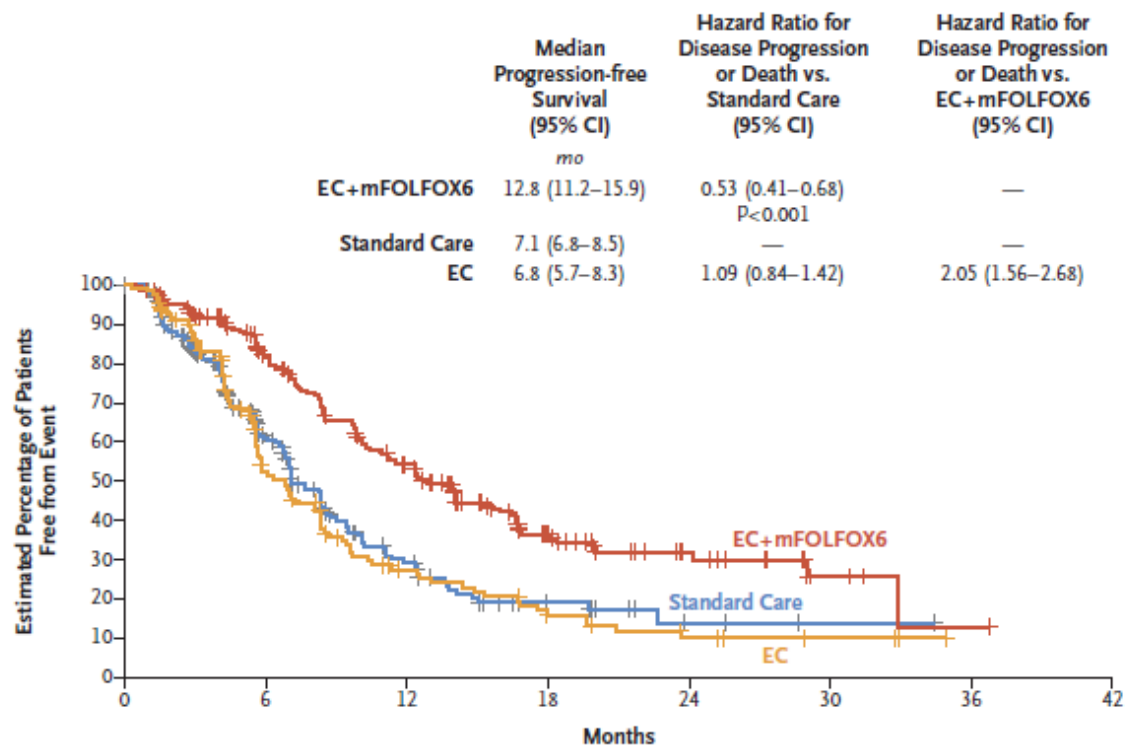 Median
Progression-free
Survival
(95% CI)
Hazard Ratio for
Disease Progression
or Death vs.
Standard Care
(95% CI)
Hazard Ratio for
Disease Progression
or Death vs.
EC+mFOLFOX6
(95% CI)
mo
EC+mFOLFOX6 12.8 (11.2–15.9) 0.53 (0.41–0.68) —
P<0.001
Standard Care 7.1 (6.8–8.5) — —
EC 6.8 (5.7–8.3) 1.09 (0.84–1.42) 2.05 (1.56–2.68)
Estimated Percentage of Patients
Free from Event
100
90
80
70
60
50
40
30
20
10
0
EC+mFOLFOX6
Standard Care
EC
0 6 12 18 24 30 36 42
Months